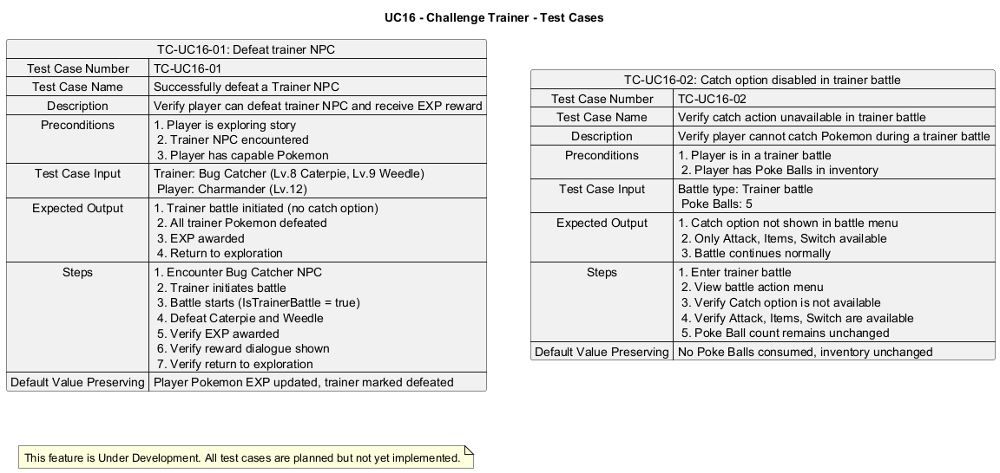 UC16 - Challenge Trainer - Test Cases
TC-UC16-01: Defeat trainer NPC
Test Case Number TC-UC16-01
Test Case Name Successfully defeat a Trainer NPC
Description Verify player can defeat trainer NPC and receive EXP reward
Preconditions 1. Player is exploring story
2. Trainer NPC encountered
3. Player has capable Pokemon
Test Case Input Trainer: Bug Catcher (Lv.8 Caterpie, Lv.9 Weedle)
Player: Charmander (Lv.12)
Expected Output 1. Trainer battle initiated (no catch option)
2. All trainer Pokemon defeated
3. EXP awarded
4. Return to exploration
Steps 1. Encounter Bug Catcher NPC
2. Trainer initiates battle
3. Battle starts (IsTrainerBattle = true)
4. Defeat Caterpie and Weedle
5. Verify EXP awarded
6. Verify reward dialogue shown
7. Verify return to exploration
Default Value Preserving Player Pokemon EXP updated, trainer marked defeated
TC-UC16-02: Catch option disabled in trainer battle
Test Case Number TC-UC16-02
Test Case Name Verify catch action unavailable in trainer battle
Description Verify player cannot catch Pokemon during a trainer battle
Preconditions 1. Player is in a trainer battle
2. Player has Poke Balls in inventory
Test Case Input Battle type: Trainer battle
Poke Balls: 5
Expected Output 1. Catch option not shown in battle menu
2. Only Attack, Items, Switch available
3. Battle continues normally
Steps 1. Enter trainer battle
2. View battle action menu
3. Verify Catch option is not available
4. Verify Attack, Items, Switch are available
5. Poke Ball count remains unchanged
Default Value Preserving No Poke Balls consumed, inventory unchanged
This feature is Under Development. All test cases are planned but not yet implemented.